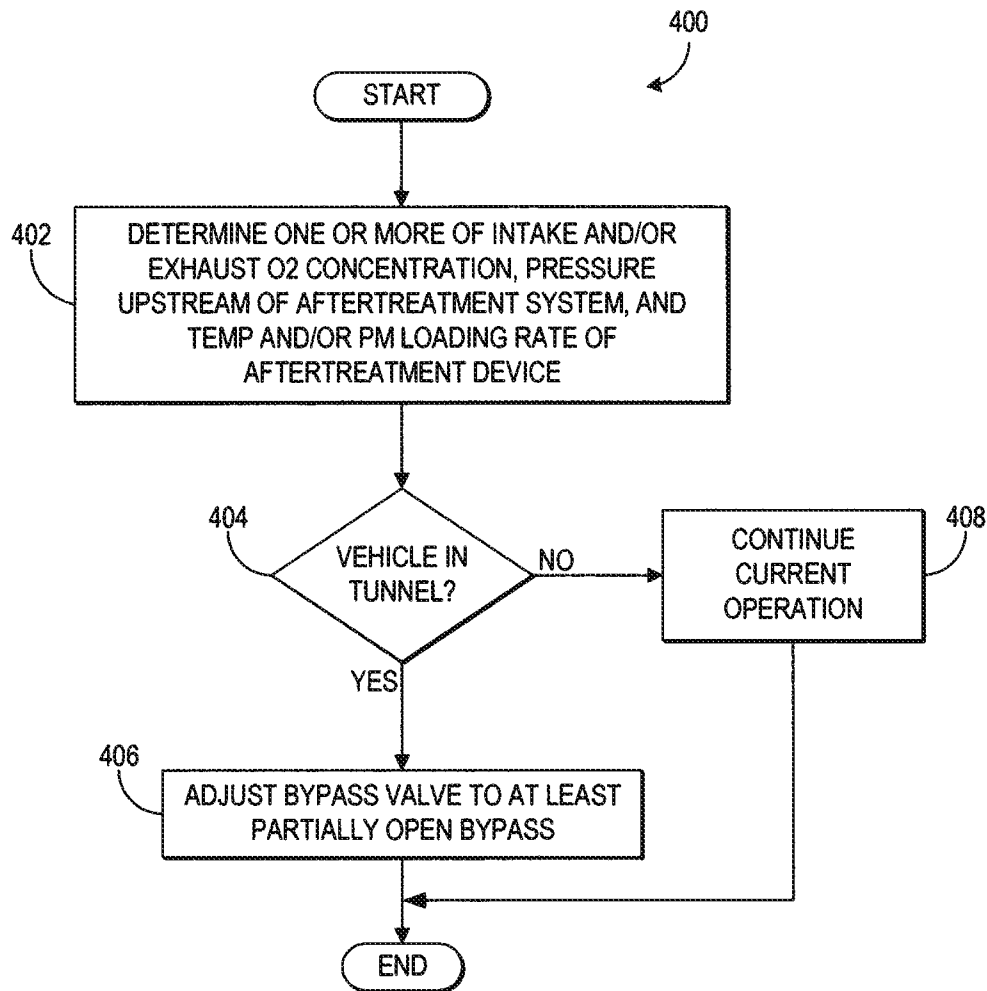 400
START
402
DETERMINE ONE OR MORE OF INTAKE AND/OR
EXHAUST O2 CONCENTRATION, PRESSURE
UPSTREAM OF AFTERTREATMENT SYSTEM, AND
TEMP AND/OR PM LOADING RATE OF
AFTERTREATMENT DEVICE
404
VEHICLE IN
TUNNEL?
NO
408
CONTINUE
CURRENT
OPERATION
YES
406
ADJUST BYPASS VALVE TO AT LEAST
PARTIALLY OPEN BYPASS
END